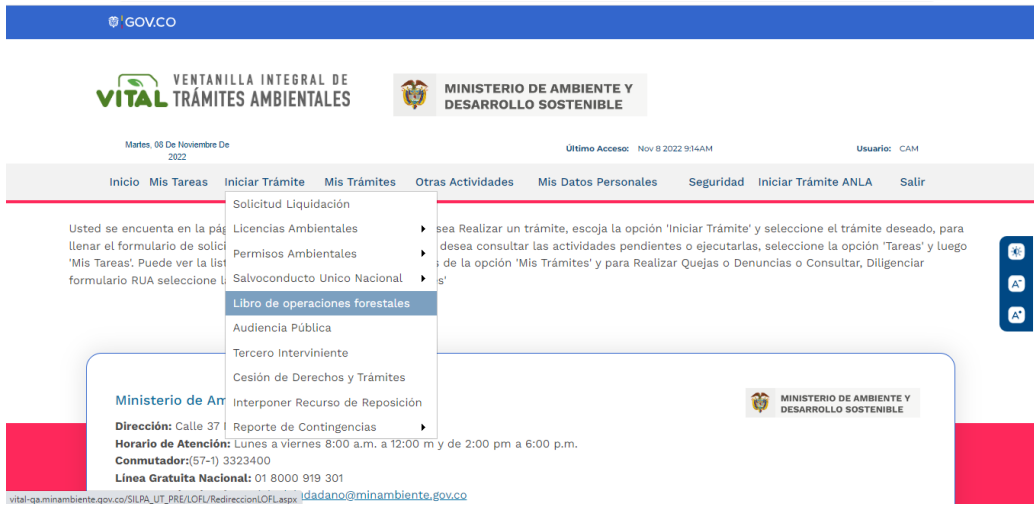 GOV.CO
VENTANILLA INTEGRAL DE
VITAL TRÁMITES AMBIENTALES
MINISTERIO DE AMBIENTE Y
DESARROLLO SOSTENIBLE
Martes, 08 De Noviembre De
2022
Último Acceso: Nov 8 2022 9:14AM
Usuario: CAM
Inicio Mis Tareas Iniciar Trámite Mis Trámites Otras Actividades Mis Datos Personales Seguridad Iniciar Trámite ANLA Salir
Solicitud Liquidación
Licencias Ambientales
Permisos Ambientales
Salvoconducto Unico Nacional
Libro de operaciones forestales
Audiencia Pública
Tercero Interviniente
Cesión de Derechos y Trámites
Interponer Recurso de Reposición
Reporte de Contingencias
Usted se encuenta en la pág sea Realizar un trámite, escoja la opción 'Iniciar Trámite' y seleccione el trámite deseado, para
llenar el formulario de solici desea consultar las actividades pendientes o ejecutarlas, seleccione la opción 'Tareas' y luego
'Mis Tareas'. Puede ver la list s de la opción 'Mis Trámites' y para Realizar Quejas o Denuncias o Consultar, Diligenciar
formulario RUA seleccione l s'
A-
A+
Ministerio de Am
MINISTERIO DE AMBIENTE Y
DESARROLLO SOSTENIBLE
Dirección: Calle 37
Horario de Atención: Lunes a viernes 8:00 a.m. a 12:00 m y de 2:00 pm a 6:00 p.m.
Conmutador:(57-1) 3323400
Línea Gratuita Nacional: 01 8000 919 301
dadano@minambiente.gov.co
vital-qa.minambiente.gov.co/SILPA_UT_PRE/LOFL/RedireccionLOFL.aspx